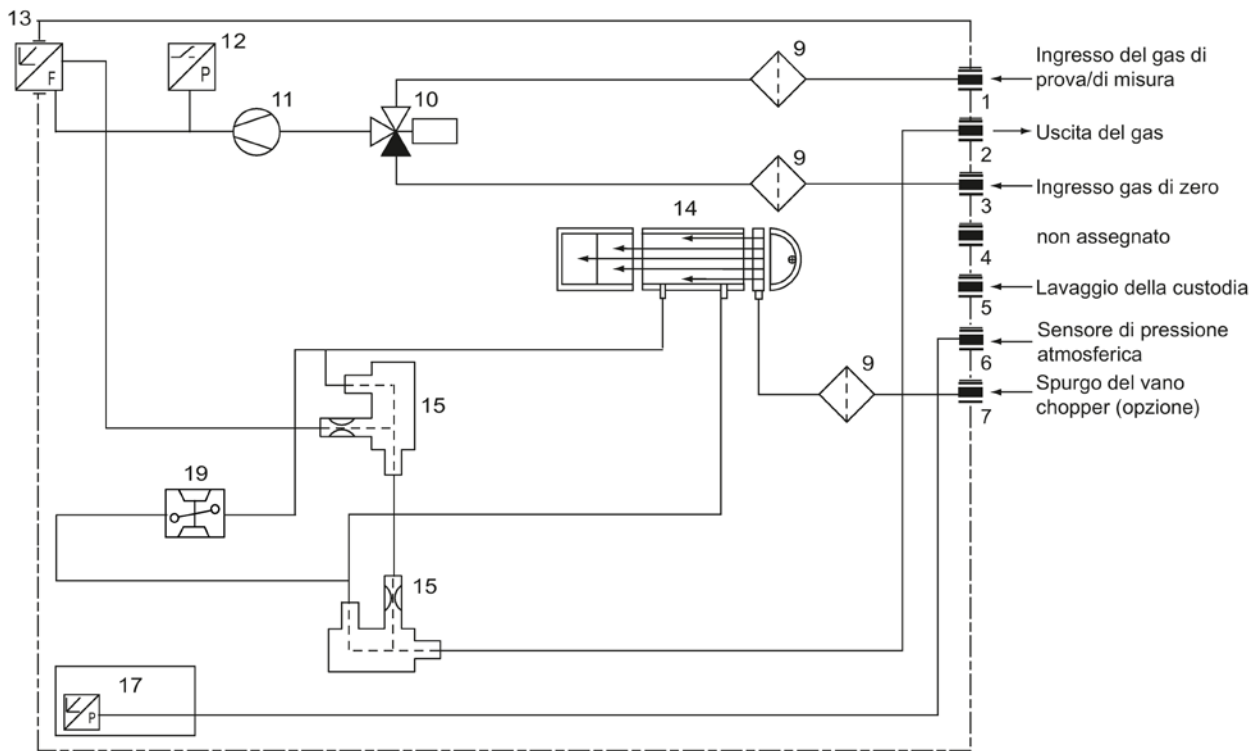 13
F
12
P
11
10
9
1
Ingresso del gas di
prova/di misura
2
Uscita del gas
9
3
Ingresso gas di zero
14
4
non assegnato
5
Lavaggio della custodia
6
Sensore di pressione
atmosferica
9
7
Spurgo del vano
chopper (opzione)
15
19
15
17
P